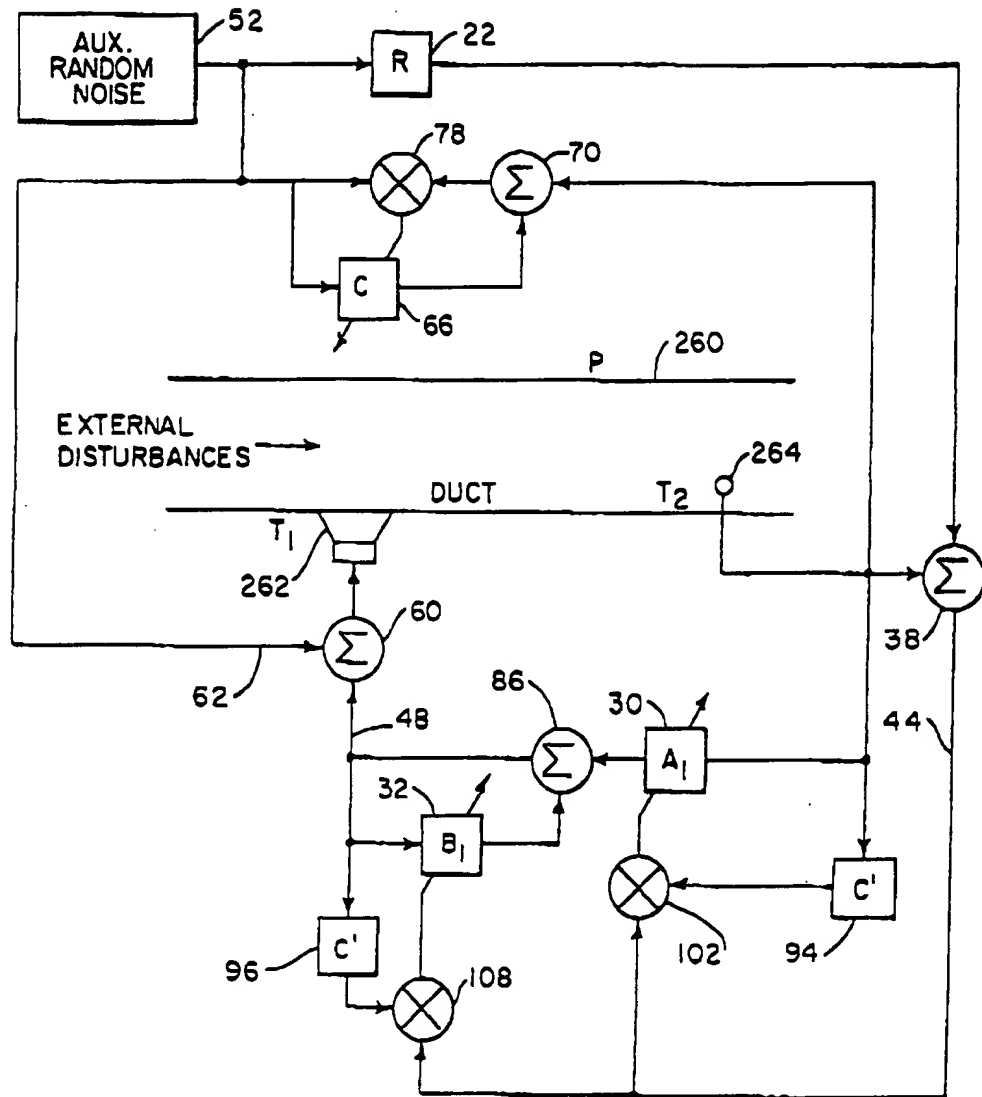 52
AUX.
RANDOM
NOISE
R
22
78
70
Σ
C
66
P
260
EXTERNAL
DISTURBANCES
264
DUCT
T2
T1
262
Σ
60
Σ
38
62
86
30
48
44
Σ
A1
32
B1
C'
C'
102
94
96
108